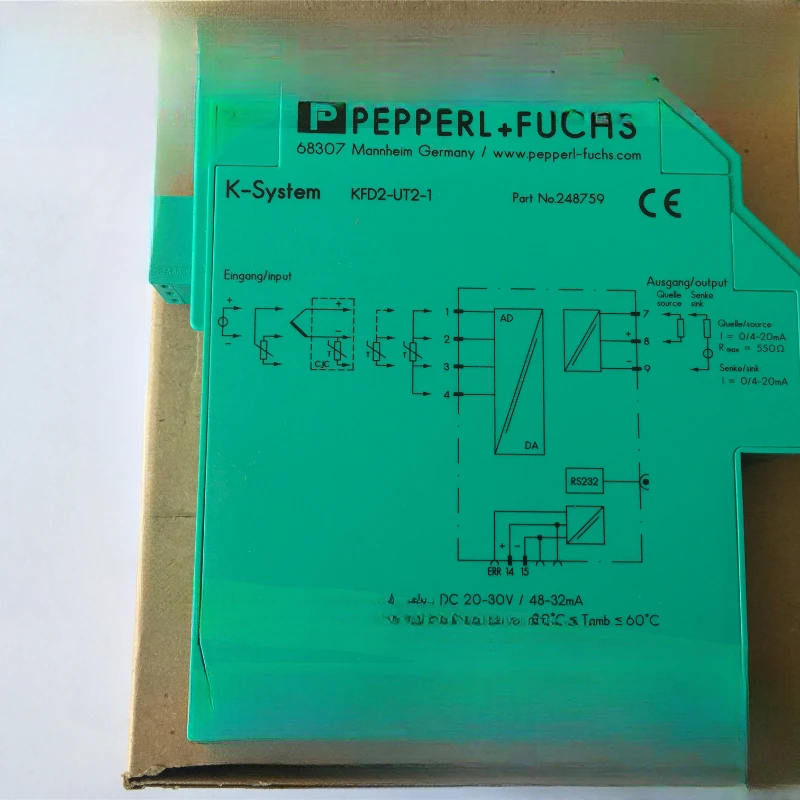 P PEPPERL+FUCHS
68307 Mannheim Germany / www.pepperl-fuchs.com
K-System KFD2-UT2-1 Part No.248759 CE
Eingang/input
Ausgang/output
Quelle Senke
source sink
+ + 1 AD 7
Quelle/source
I = 0/4-20mA
+
- - 2 8
R max = 550Ω
T T T 3 - 9
CJC
Senke/sink
I = 0/4-20mA
4
DA
RS232
+ -
ERR 14 15
DC 20-30V / 48-32mA
≤ Tamb ≤ 60°C